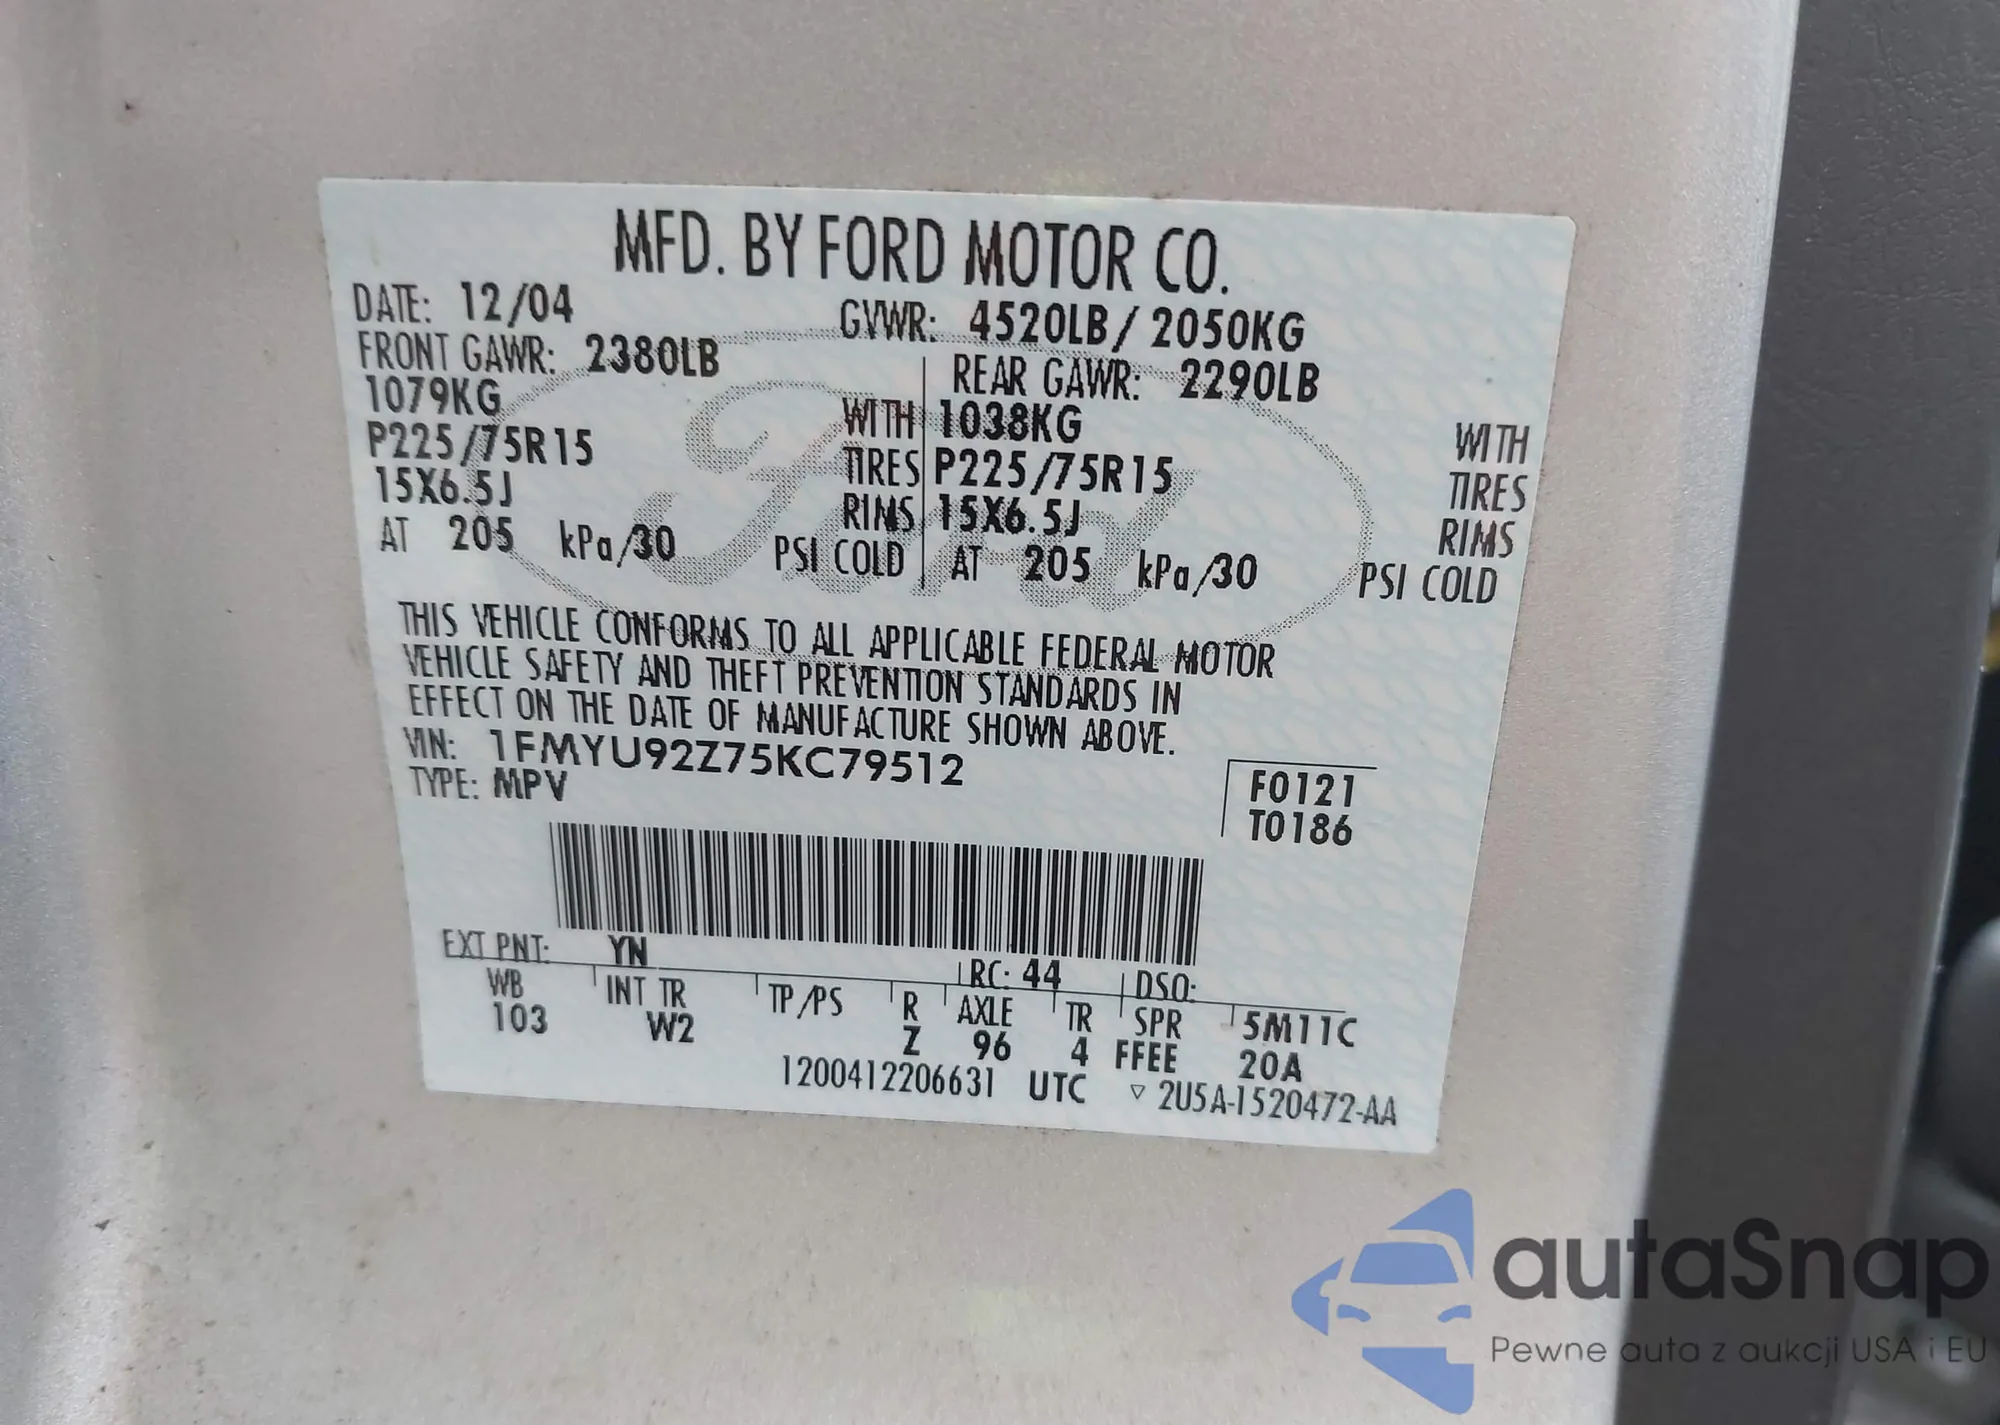 MFD. BY FORD MOTOR CO.
DATE: 12/04 GVWR: 4520LB/ 2050KG
FRONT GAWR: 2380LB REAR GAWR: 2290LB
1079KG WITH 1038KG WITH
P225/75R15 TIRES P225/75R15 TIRES
15X6.5J RIMS 15X6.5J RIMS
AT 205 kPa/30 PSI COLD AT 205 kPa/30 PSI COLD
Ford
THIS VEHICLE CONFORMS TO ALL APPLICABLE FEDERAL MOTOR
VEHICLE SAFETY AND THEFT PREVENTION STANDARDS IN
EFFECT ON THE DATE OF MANUFACTURE SHOWN ABOVE.
VIN: 1FMYU92Z75KC79512
TYPE: MPV
F0121
T0186
EXT PNT: YN RC: 44 DSO:
WB INT TR TP/PS R AXLE TR SPR 5M11C
103 W2 Z 96 4 FFEE 20A
1200412206631 UTC ▽ 2U5A-1520472-AA
autaSnap
Pewne auta z aukcji USA i EU